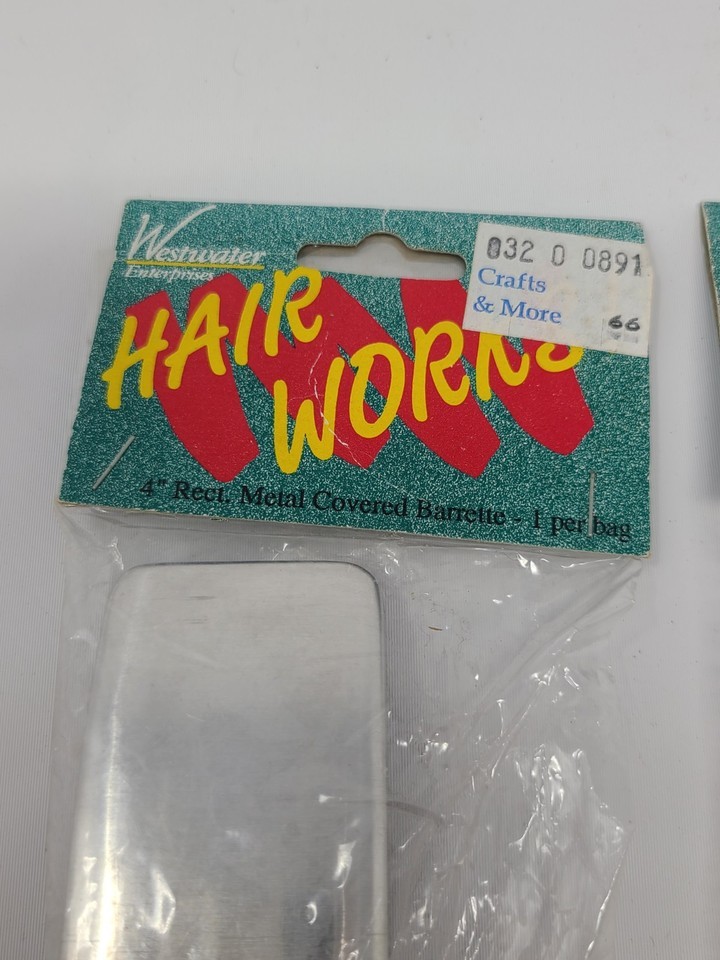 Westwater
Enterprises
032 0 0891
Crafts
& More
66
HAIR
WORKS
4" Rect. Metal Covered Barrette - 1 per bag